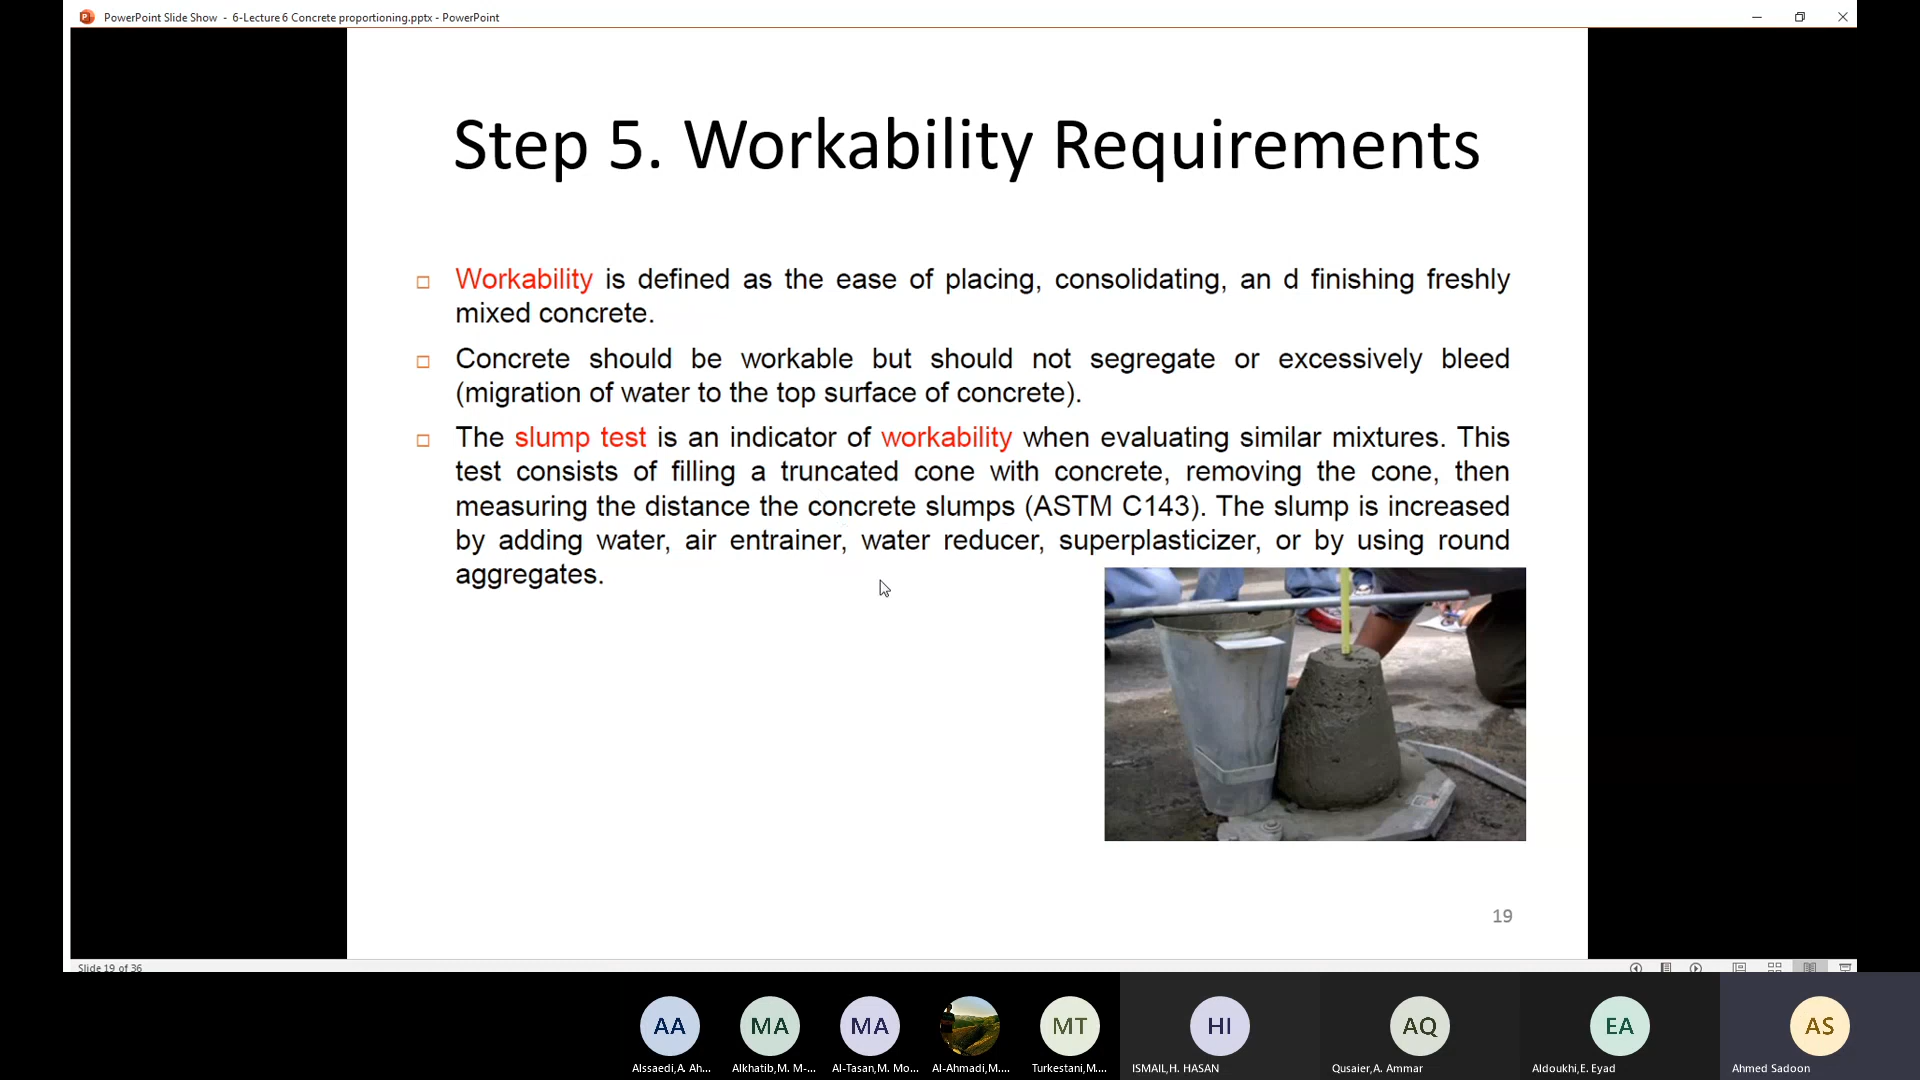 PowerPoint Slide Show - 6-Lecture 6 Concrete proportioning.pptx - PowerPoint
Step 5. Workability Requirements
Workability is defined as the ease of placing, consolidating, an d finishing freshly
mixed concrete.
Concrete should be workable but should not segregate or excessively bleed
(migration of water to the top surface of concrete).
The slump test is an indicator of workability when evaluating similar mixtures. This
test consists of filling a truncated cone with concrete, removing the cone, then
measuring the distance the concrete slumps (ASTM C143). The slump is increased
by adding water, air entrainer, water reducer, superplasticizer, or by using round
aggregates.
19
Slide 19 of 36
AA MA MA MT HI AQ EA AS
Alssaedi,A. Ah... Alkhatib,M. M-... Al-Tasan,M. Mo... Al-Ahmadi,M.... Turkestani,M.... ISMAIL,H. HASAN Qusaier,A. Ammar Aldoukhi,E. Eyad Ahmed Sadoon